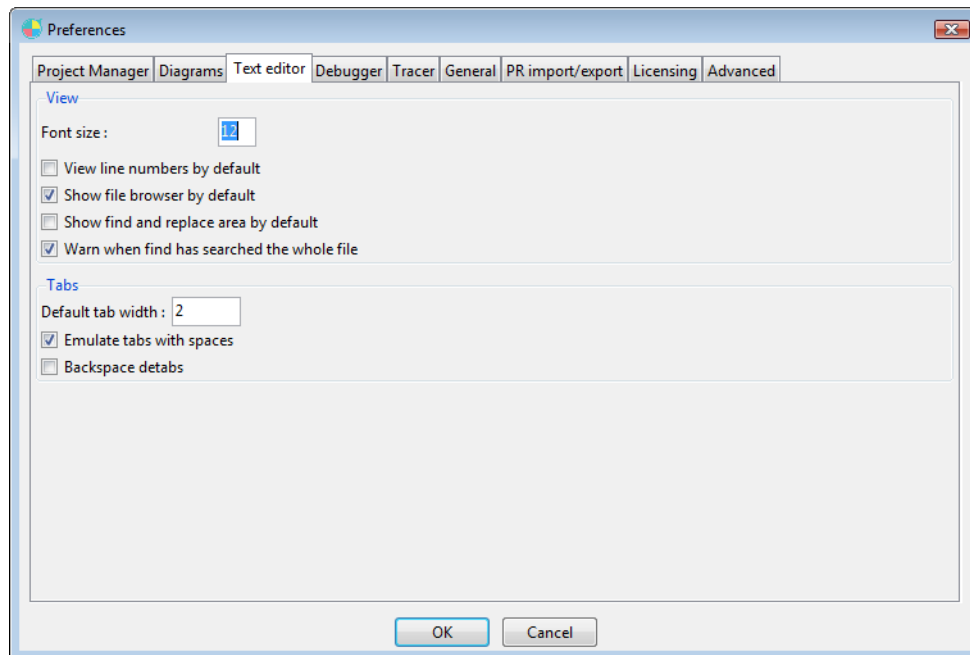 Preferences
Project Manager Diagrams Text editor Debugger Tracer General PR import/export Licensing Advanced
View
Font size : 12
View line numbers by default
Show file browser by default
Show find and replace area by default
Warn when find has searched the whole file
Tabs
Default tab width : 2
Emulate tabs with spaces
Backspace detabs
OK Cancel